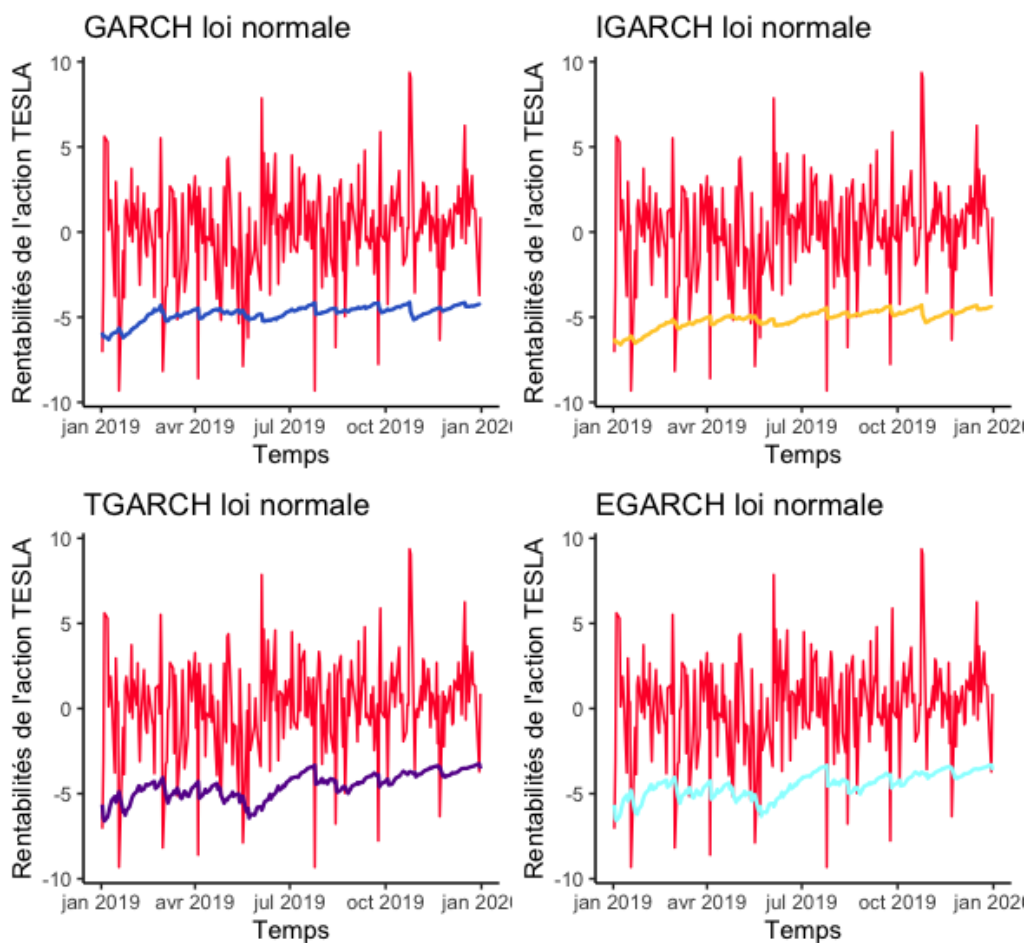 GARCH loi normale
Rentabilités de l'action TESLA
10
5
0
-5
-10
jan 2019 avr 2019 jul 2019 oct 2019 jan 202
Temps
IGARCH loi normale
Rentabilités de l'action TESLA
10
5
0
-5
-10
jan 2019 avr 2019 jul 2019 oct 2019 jan 202
Temps
TGARCH loi normale
Rentabilités de l'action TESLA
10
5
0
-5
-10
jan 2019 avr 2019 jul 2019 oct 2019 jan 202
Temps
EGARCH loi normale
Rentabilités de l'action TESLA
10
5
0
-5
-10
jan 2019 avr 2019 jul 2019 oct 2019 jan 202
Temps